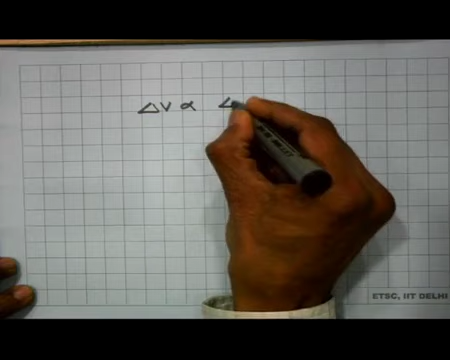 ΔV ∝
ETSC, IIT DELHI